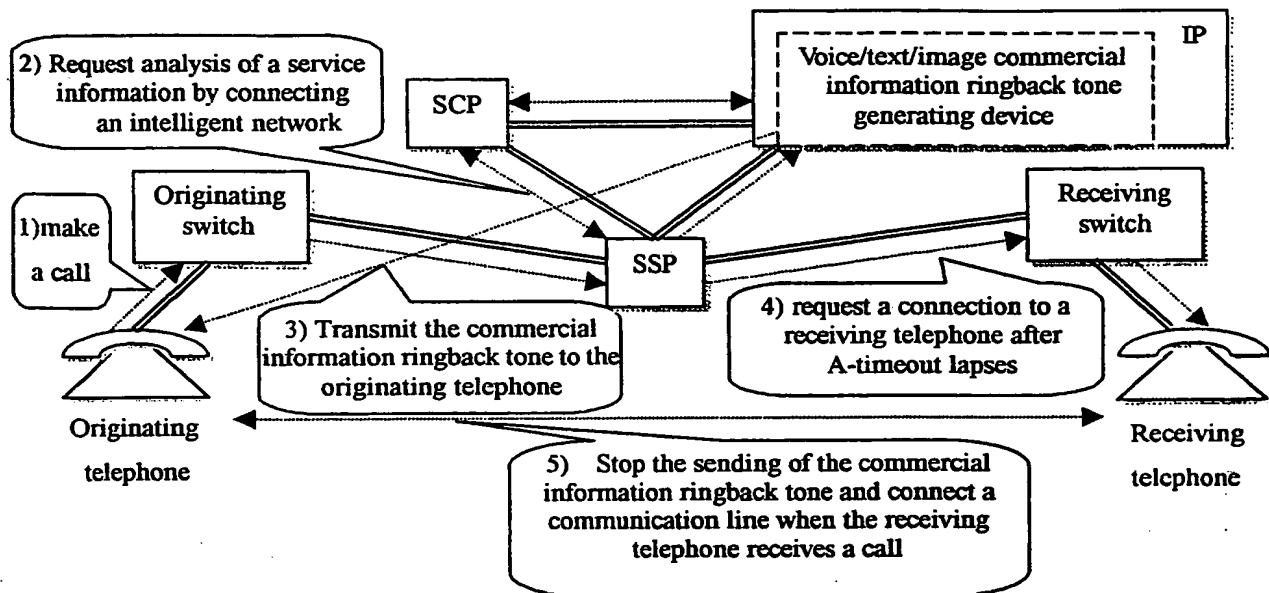 2) Request analysis of a service
information by connecting
an intelligent network
SCP
IP
Voice/text/image commercial
information ringback tone
generating device
1)make
a call
Originating
switch
SSP
Receiving
switch
3) Transmit the commercial
information ringback tone to the
originating telephone
4) request a connection to a
receiving telephone after
A-timeout lapses
Originating
telephone
Receiving
telephone
5) Stop the sending of the commercial
information ringback tone and connect a
communication line when the receiving
telephone receives a call